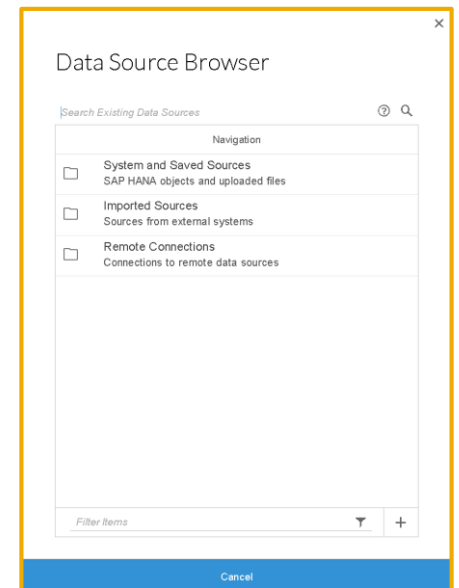 Data Source Browser
Search Existing Data Sources
Navigation
System and Saved Sources
SAP HANA objects and uploaded files
Imported Sources
Sources from external systems
Remote Connections
Connections to remote data sources
Filter Items
Cancel